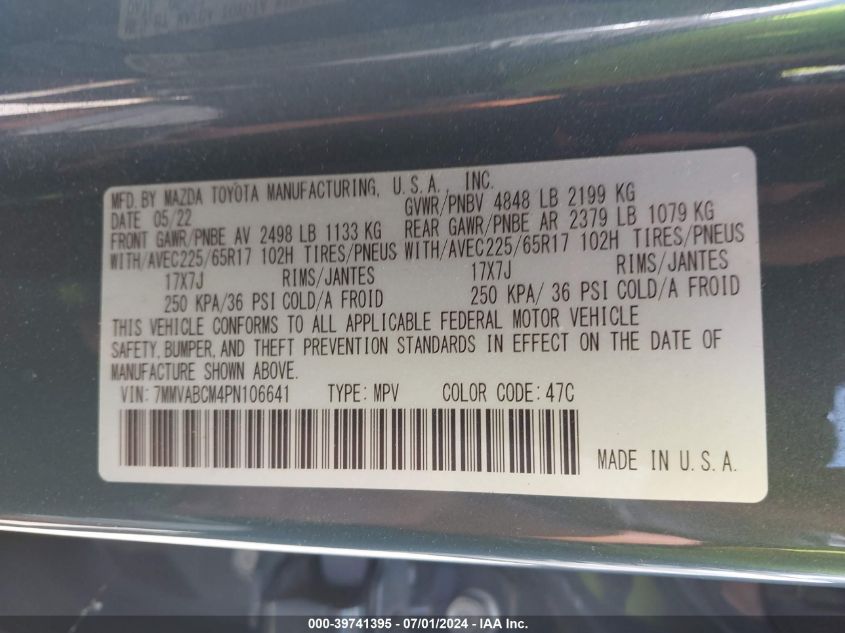 MFD. BY MAZDA TOYOTA MANUFACTURING, U.S.A., INC.
DATE 05/22 GVWR/PNBV 4848 LB 2199 KG
FRONT GAWR/PNBE AV 2498 LB 1133 KG REAR GAWR/PNBE AR 2379 LB 1079 KG
WITH/AVEC225/65R17 102H TIRES/PNEUS WITH/AVEC225/65R17 102H TIRES/PNEUS
17X7J RIMS/JANTES 17X7J RIMS/JANTES
250 KPA/36 PSI COLD/A FROID 250 KPA/ 36 PSI COLD/A FROID
THIS VEHICLE CONFORMS TO ALL APPLICABLE FEDERAL MOTOR VEHICLE
SAFETY, BUMPER, AND THEFT PREVENTION STANDARDS IN EFFECT ON THE DATE OF
MANUFACTURE SHOWN ABOVE.
VIN: 7MMVABCM4PN106641 TYPE: MPV COLOR CODE: 47C
MADE IN U.S.A.
000-39741395 - 07/01/2024 - IAA Inc.